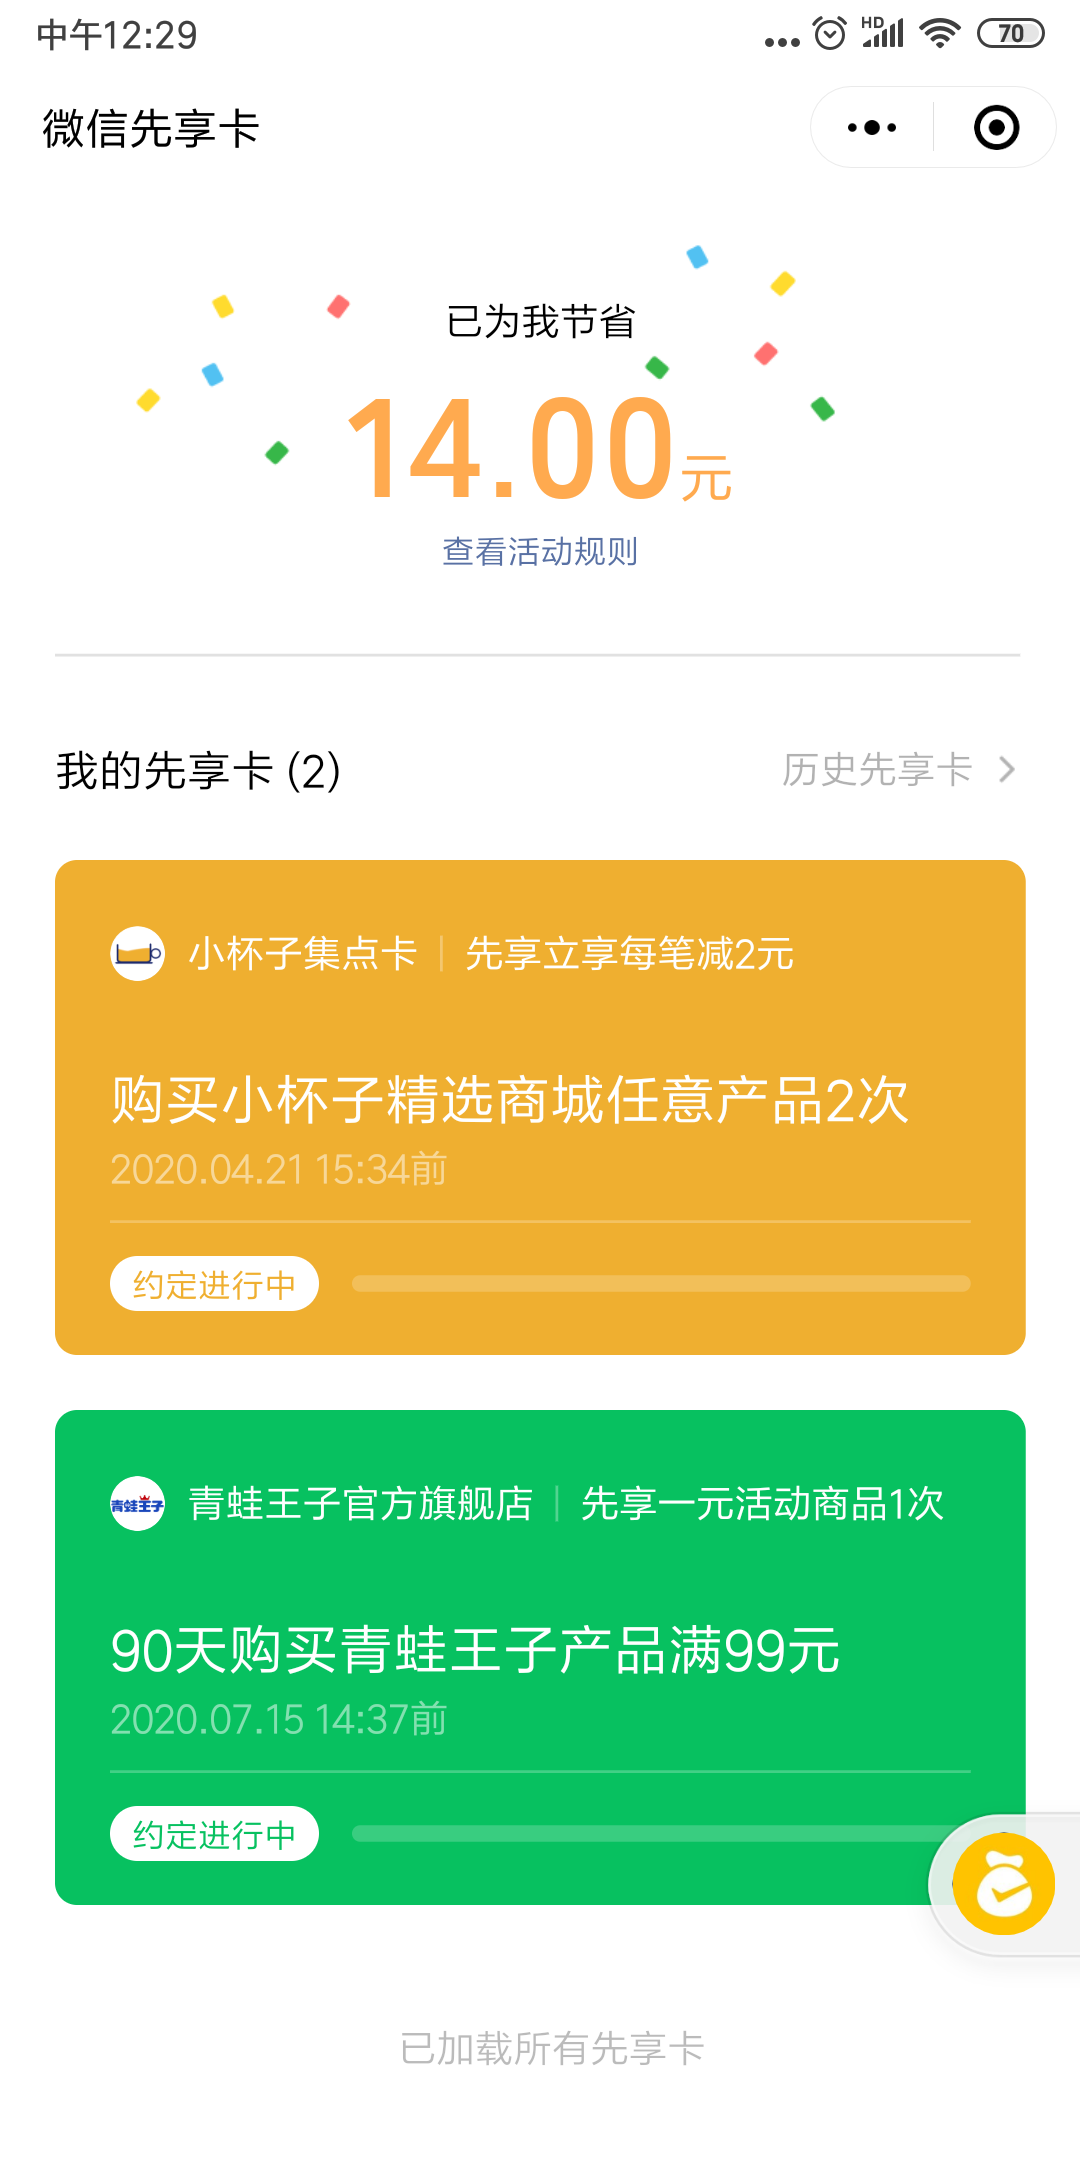 中午12:29
HD
70
微信先享卡
已为我节省
14.00元
查看活动规则
我的先享卡 (2)
历史先享卡
小杯子集点卡 | 先享立享每笔减2元
购买小杯子精选商城任意产品2次
2020.04.21 15:34前
约定进行中
青蛙王子
青蛙王子官方旗舰店 | 先享一元活动商品1次
90天购买青蛙王子产品满99元
2020.07.15 14:37前
约定进行中
已加载所有先享卡